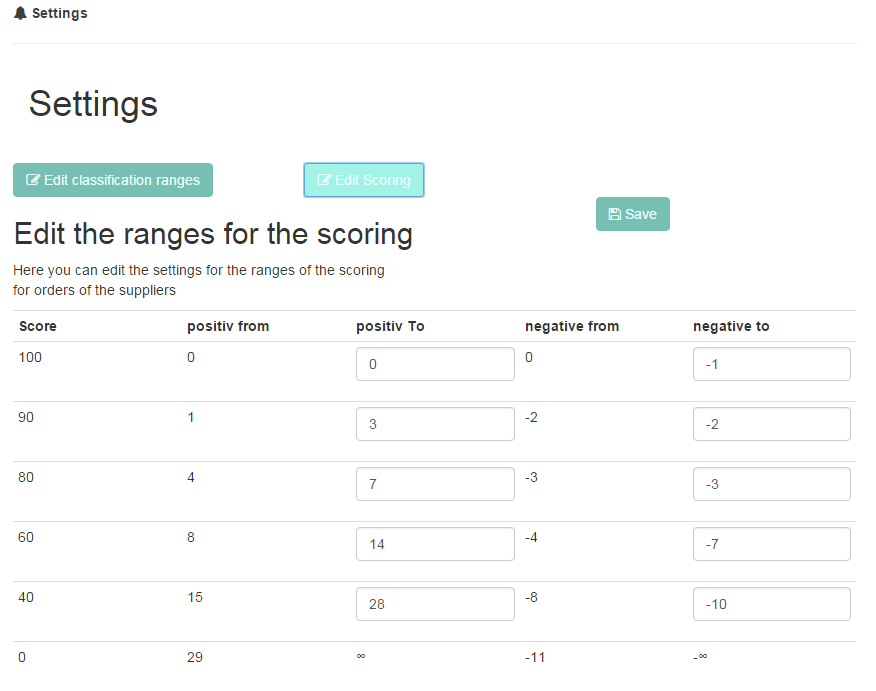 Settings
Settings
Edit classification ranges
Edit Scoring
Save
Edit the ranges for the scoring
Here you can edit the settings for the ranges of the scoring
for orders of the suppliers
Score positiv from positiv To negative from negative to
100 0 0 0 -1
90 1 3 -2 -2
80 4 7 -3 -3
60 8 14 -4 -7
40 15 28 -8 -10
0 29 ∞ -11 -∞